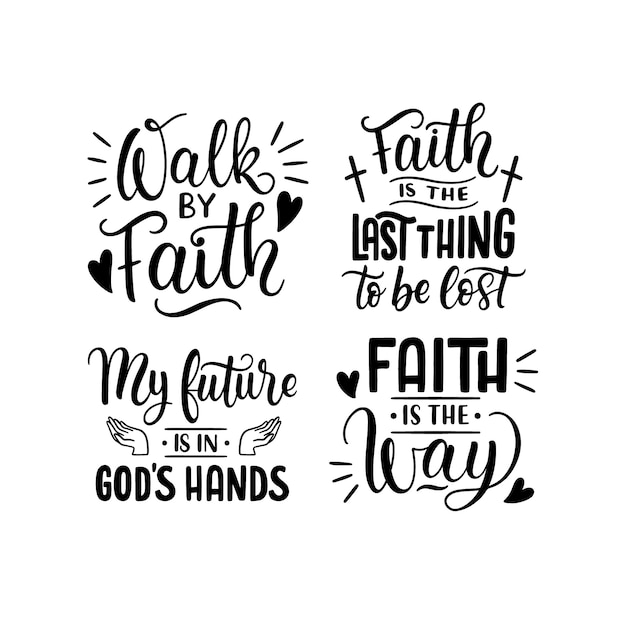 Walk
BY
Faith
Faith
IS THE
LAST THING
to be lost
My future
· IS IN ·
GOD'S HANDS
FAITH
· IS THE ·
Way